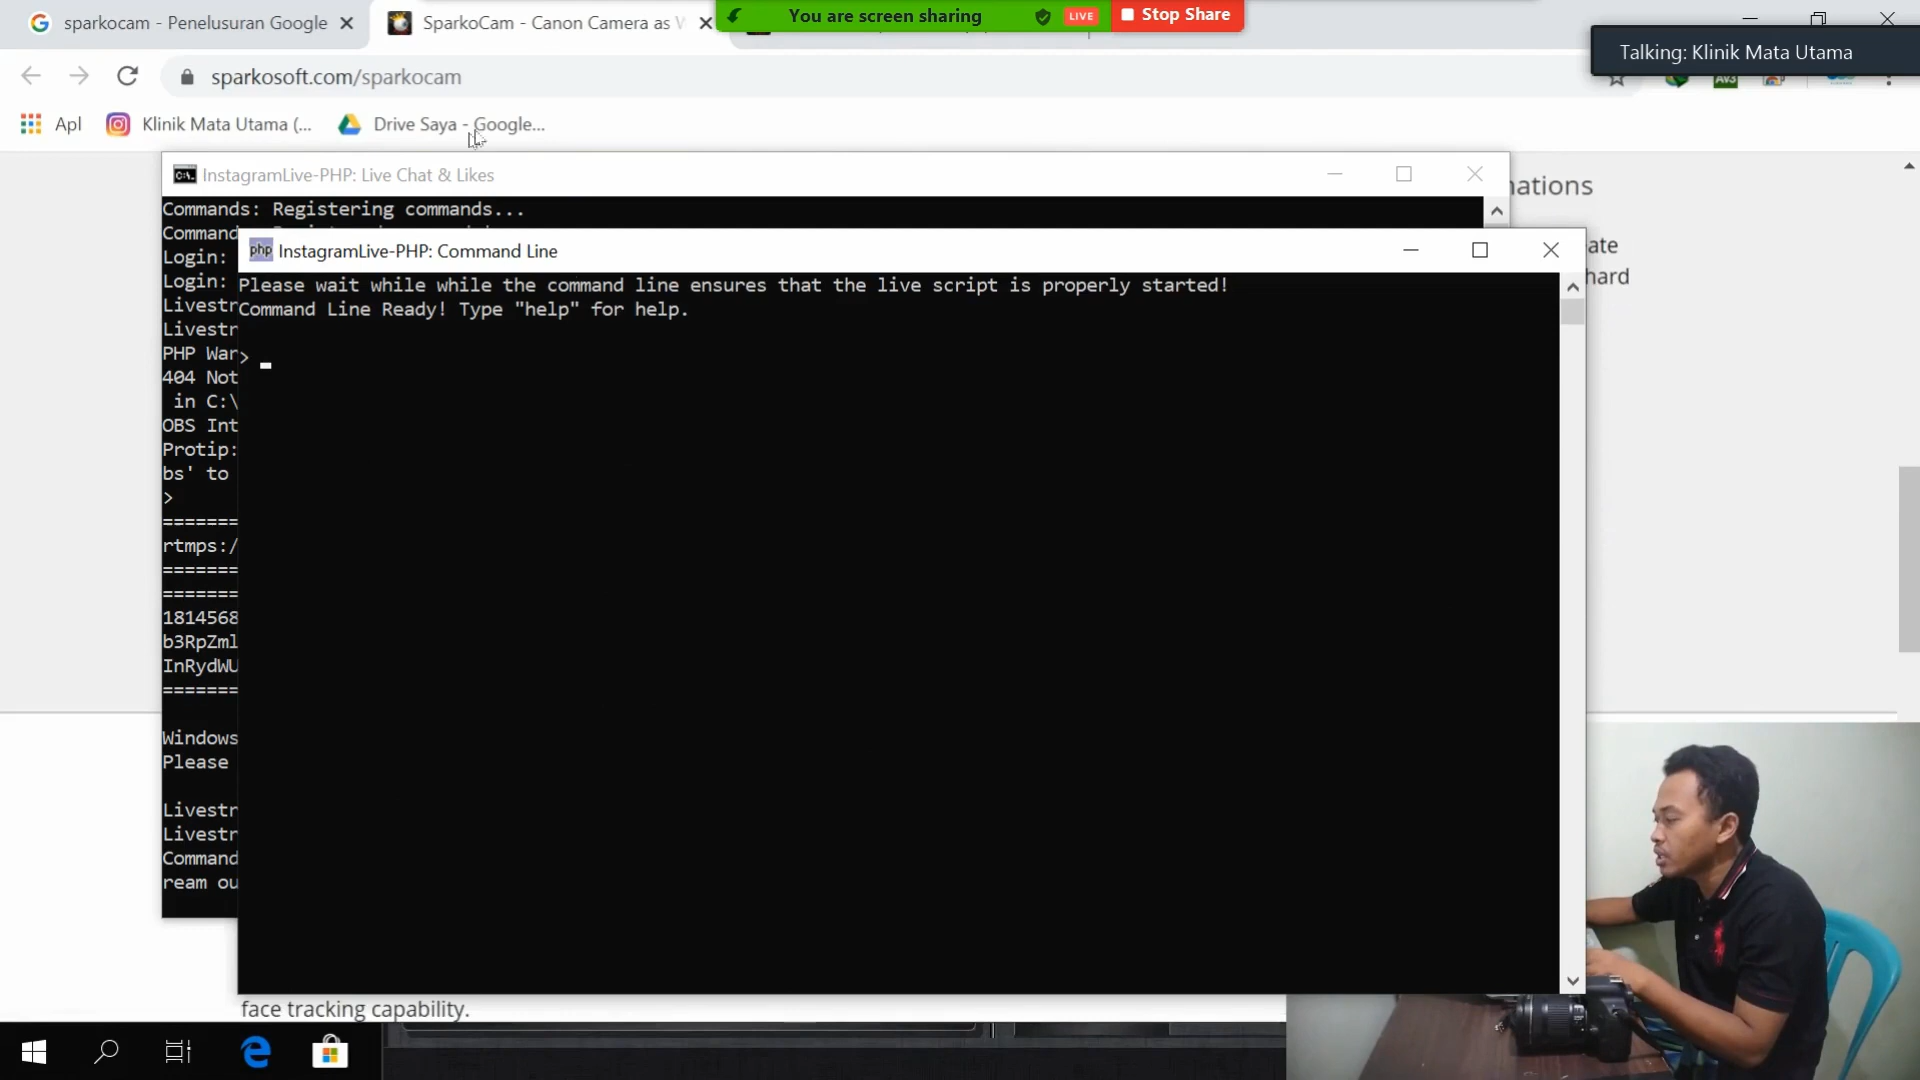 sparkocam - Penelusuran Google
SparkoCam - Canon Camera as
You are screen sharing
LIVE
Stop Share
Talking: Klinik Mata Utama
sparkosoft.com/sparkocam
Apl
Klinik Mata Utama (...
Drive Saya - Google...
InstagramLive-PHP: Live Chat & Likes
Commands: Registering commands...
Command
Login:
Login:
Livestr
Livestr
PHP War
404 Not
in C:\
OBS Int
Protip:
bs' to
>
=======
rtmps:/
=======
=======
1814568
b3RpZml
InRydWU
=======
Windows
Please
Livestr
Livestr
Command
ream ou
php InstagramLive-PHP: Command Line
Please wait while while the command line ensures that the live script is properly started!
Command Line Ready! Type "help" for help.
>
nations
ate
hard
face tracking capability.